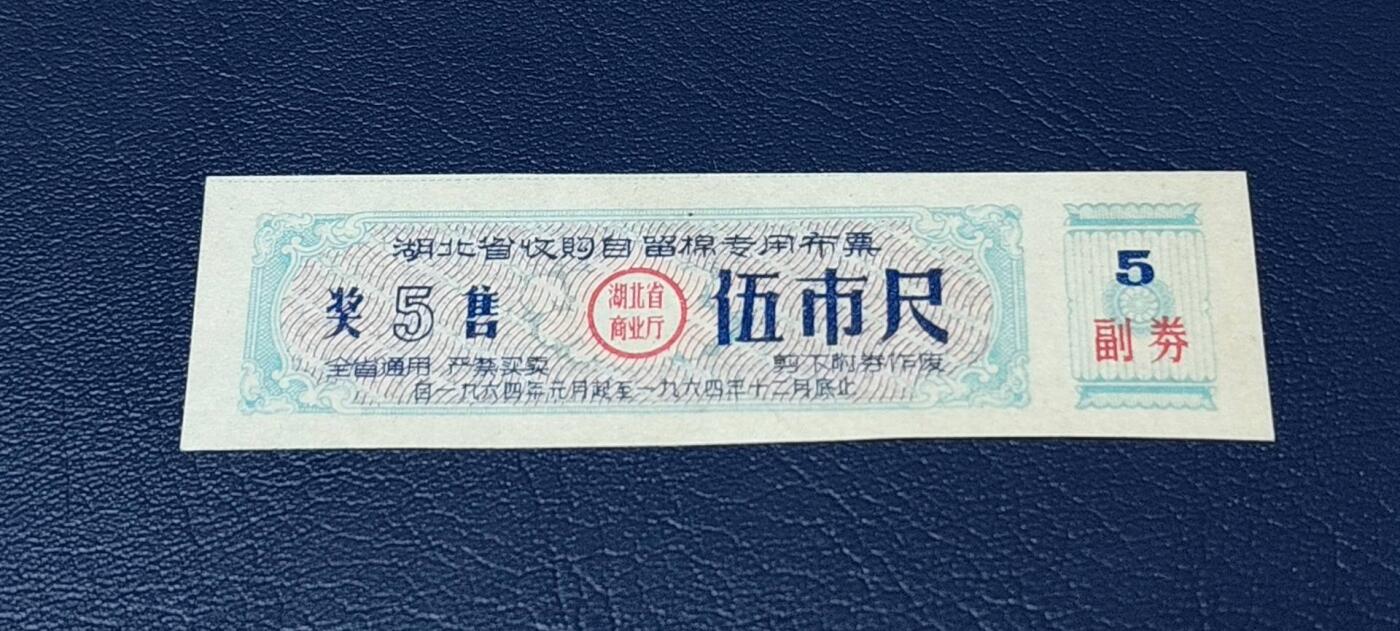 湖北省收购自留棉专用布票
奖5售
湖北省
商业厅
伍市尺
全省通用 严禁买卖
剪下附券作废
自一九六四年元月起至一九六四年十二月底止
5
副券